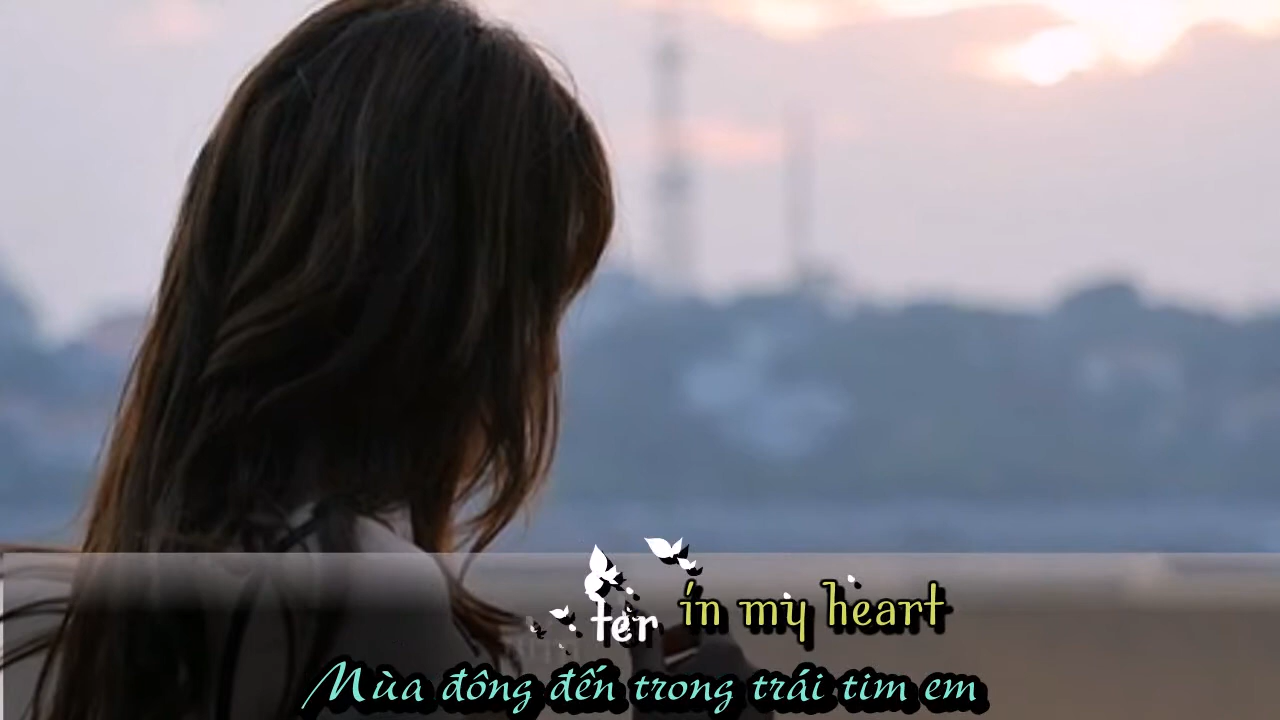 ter in my heart
Mùa đông đến trong trái tim em